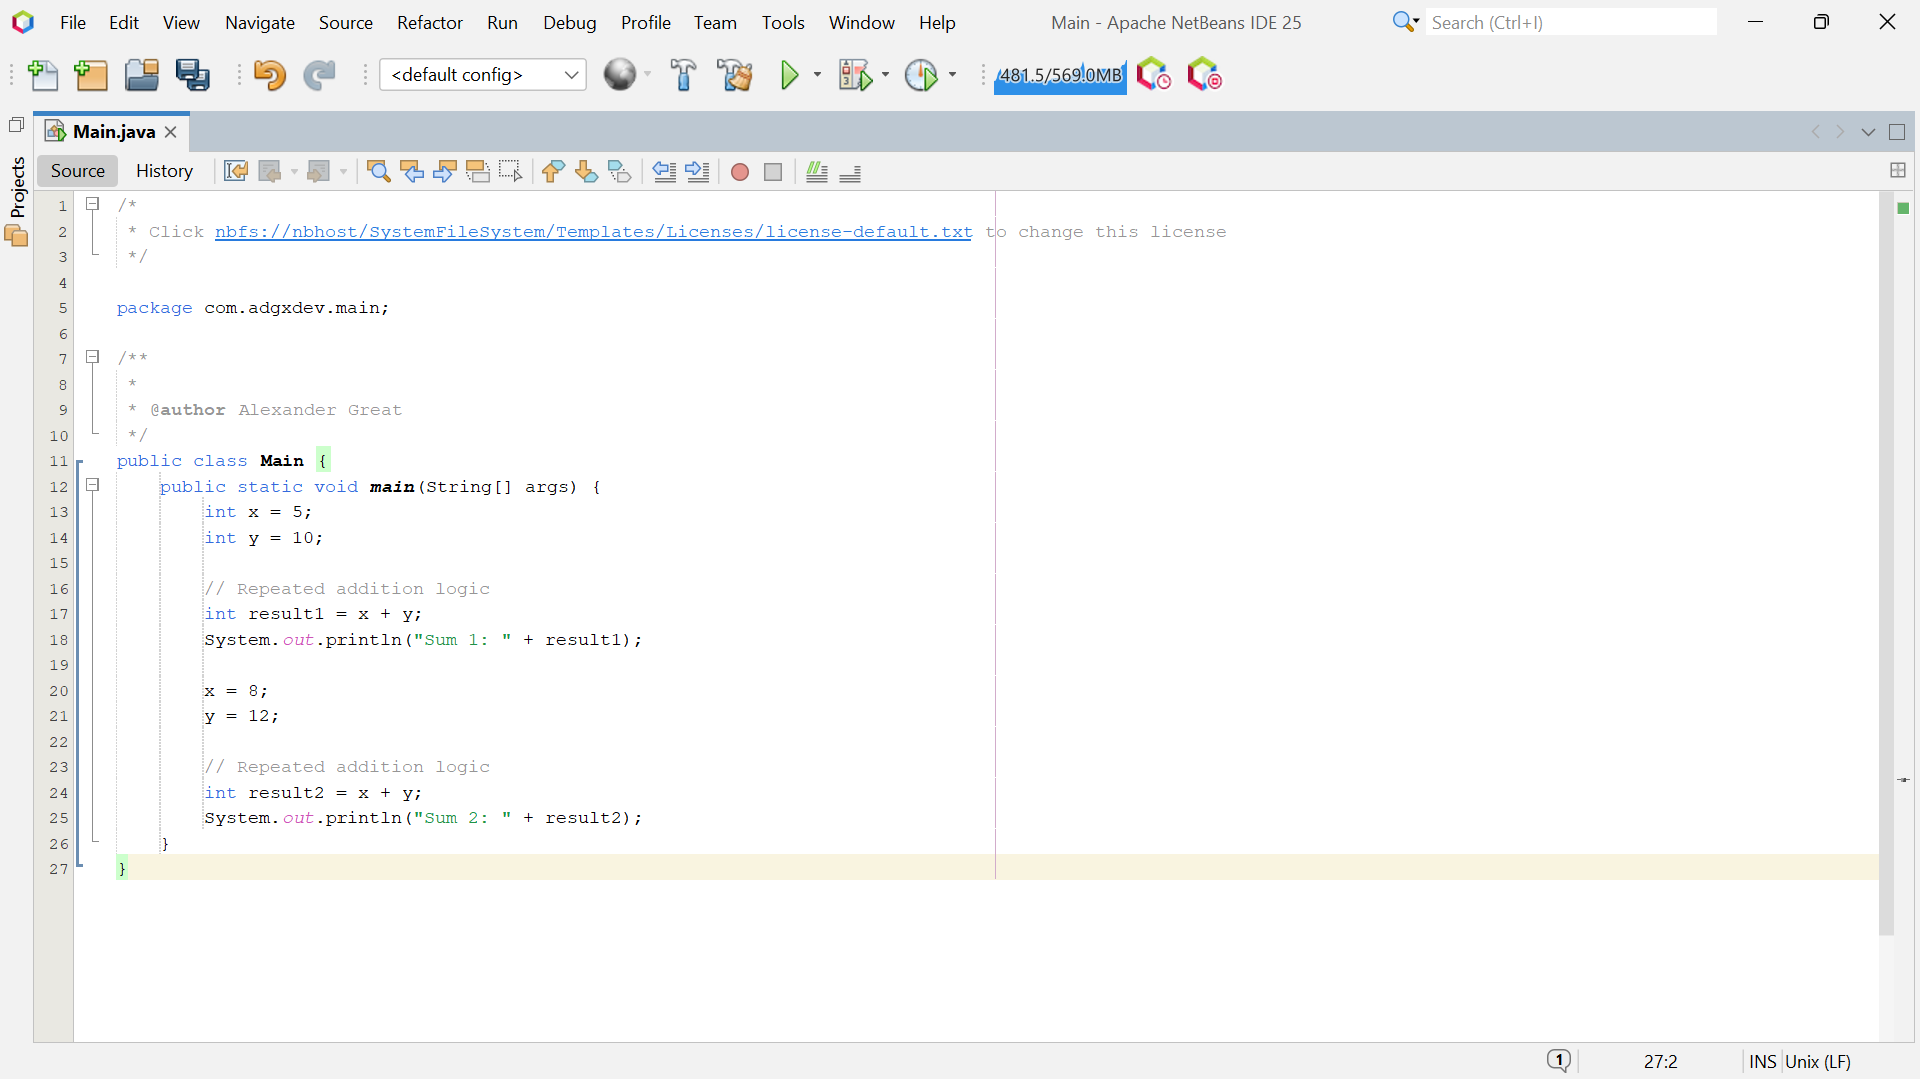 File Edit View Navigate Source Refactor Run Debug Profile Team Tools Window Help Main - Apache NetBeans IDE 25 Search (Ctrl+I)
<default config> 481.5/569.0MB
Main.java
Projects
Source History
1 /*
2 * Click nbfs://nbhost/SystemFileSystem/Templates/Licenses/license-default.txt to change this license
3 */
4
5 package com.adgxdev.main;
6
7 /**
8 *
9 * @author Alexander Great
10 */
11 public class Main {
12 public static void main(String[] args) {
13 int x = 5;
14 int y = 10;
15
16 // Repeated addition logic
17 int result1 = x + y;
18 System.out.println("Sum 1: " + result1);
19
20 x = 8;
21 y = 12;
22
23 // Repeated addition logic
24 int result2 = x + y;
25 System.out.println("Sum 2: " + result2);
26 }
27 }
1 27:2 INS Unix (LF)